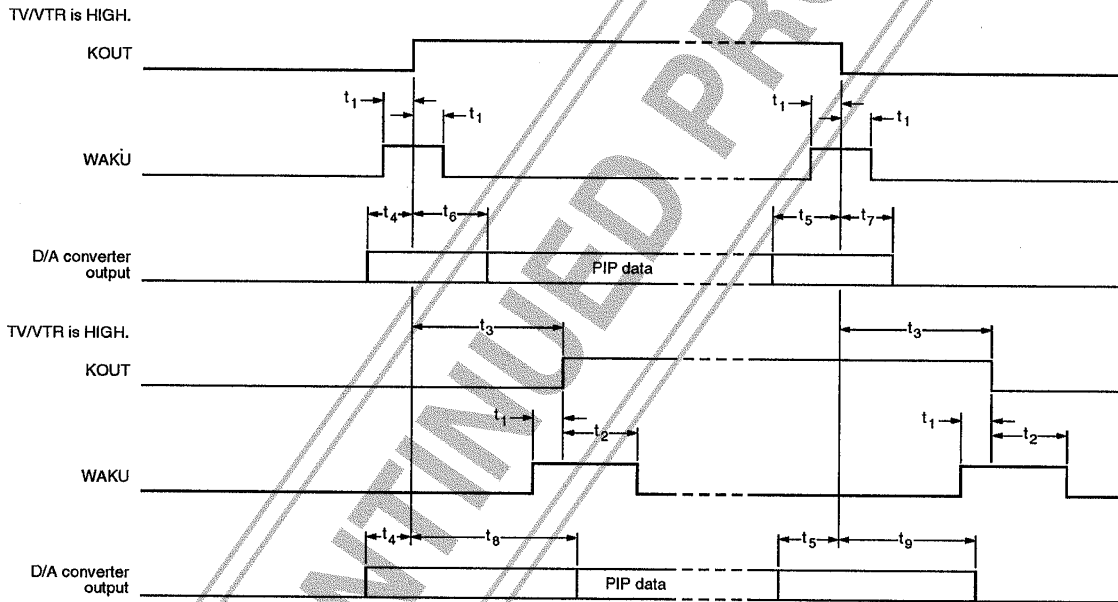 TV/VTR is HIGH.
KOUT
t1
t1
t1
t1
WAKU
t4
t6
t5
t7
D/A converter
output
PIP data
TV/VTR is HIGH.
t3
t3
KOUT
t1
t2
t1
t2
WAKU
t4
t8
t5
t9
D/A converter
output
PIP data
NTINUED PR